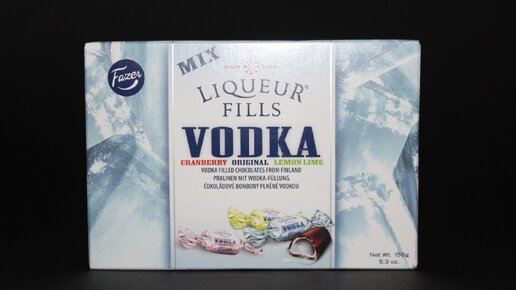 Fazer
MIX
LIQUEUR®
FILLS
VODKA
CRANBERRY ORIGINAL LEMON LIME
VODKA FILLED CHOCOLATES FROM FINLAND
PRALINEN MIT WODKA-FÜLLUNG
ČOKOLÁDOVÉ BONBONY PLNĚNÉ VODKOU
VODKA
VODKA
VODKA
Net Wt. 150g
5.3 oz.